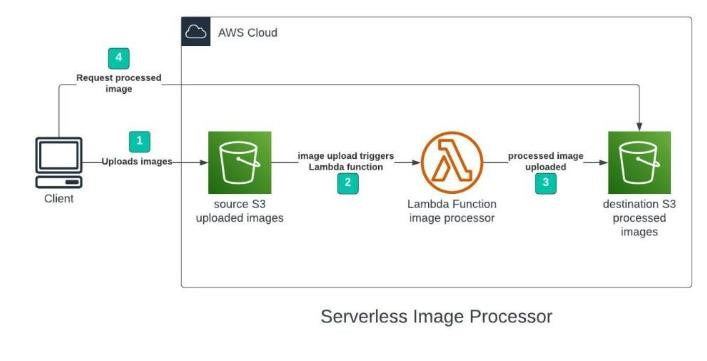 AWS Cloud
4
Request processed
image
1
Uploads images
Client
source S3
uploaded images
image upload triggers
Lambda function
2
Lambda Function
image processor
processed image
uploaded
3
destination S3
processed
images
Serverless Image Processor